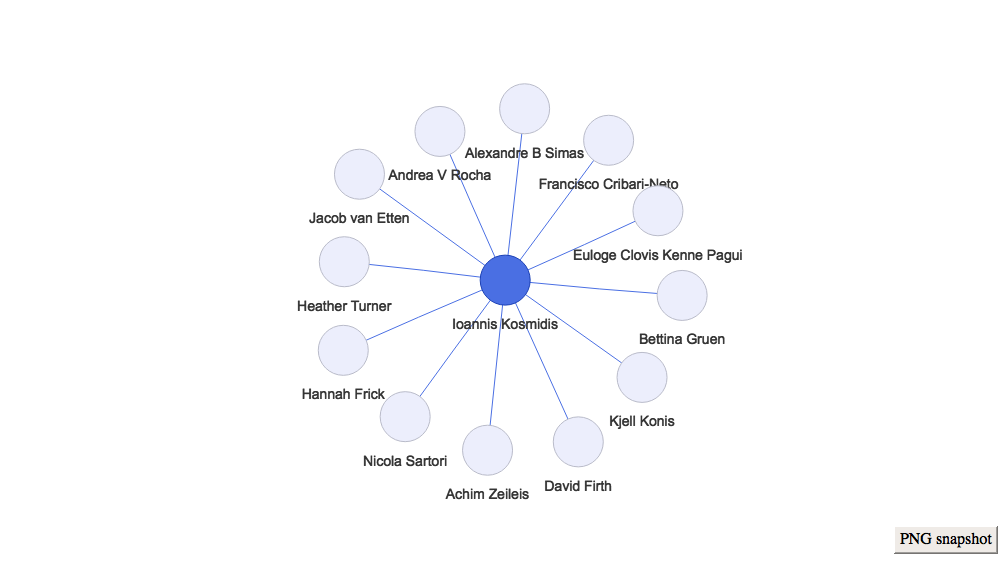 Alexandre B Simas
Andrea V Rocha
Francisco Cribari-Neto
Jacob van Etten
Euloge Clovis Kenne Pagui
Heather Turner
Ioannis Kosmidis
Bettina Gruen
Hannah Frick
Kjell Konis
Nicola Sartori
David Firth
Achim Zeileis
PNG snapshot